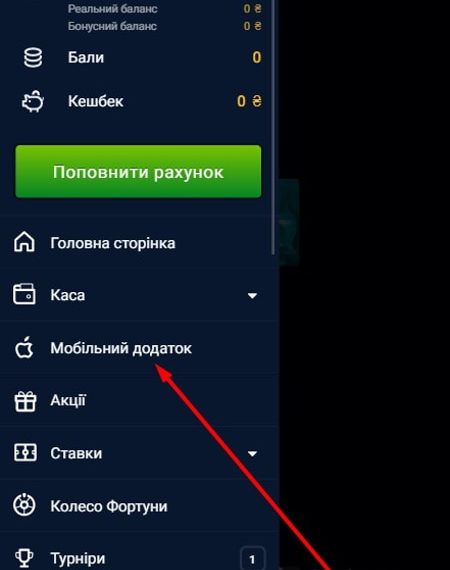 Реальний баланс 0 ₴
Бонусний баланс 0 ₴
Бали 0
Кешбек 0 ₴
Поповнити рахунок
Головна сторінка
Каса
Мобільний додаток
Акції
Ставки
Колесо Фортуни
Турніри 1